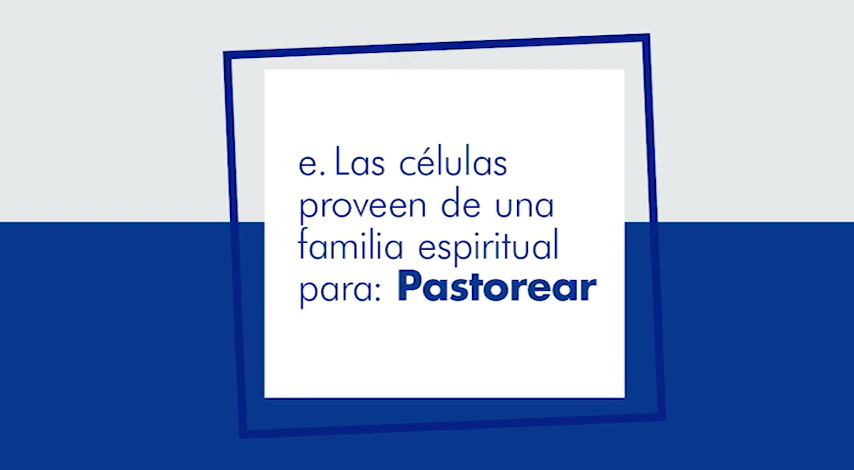 e. Las células
proveen de una
familia espiritual
para: Pastorear